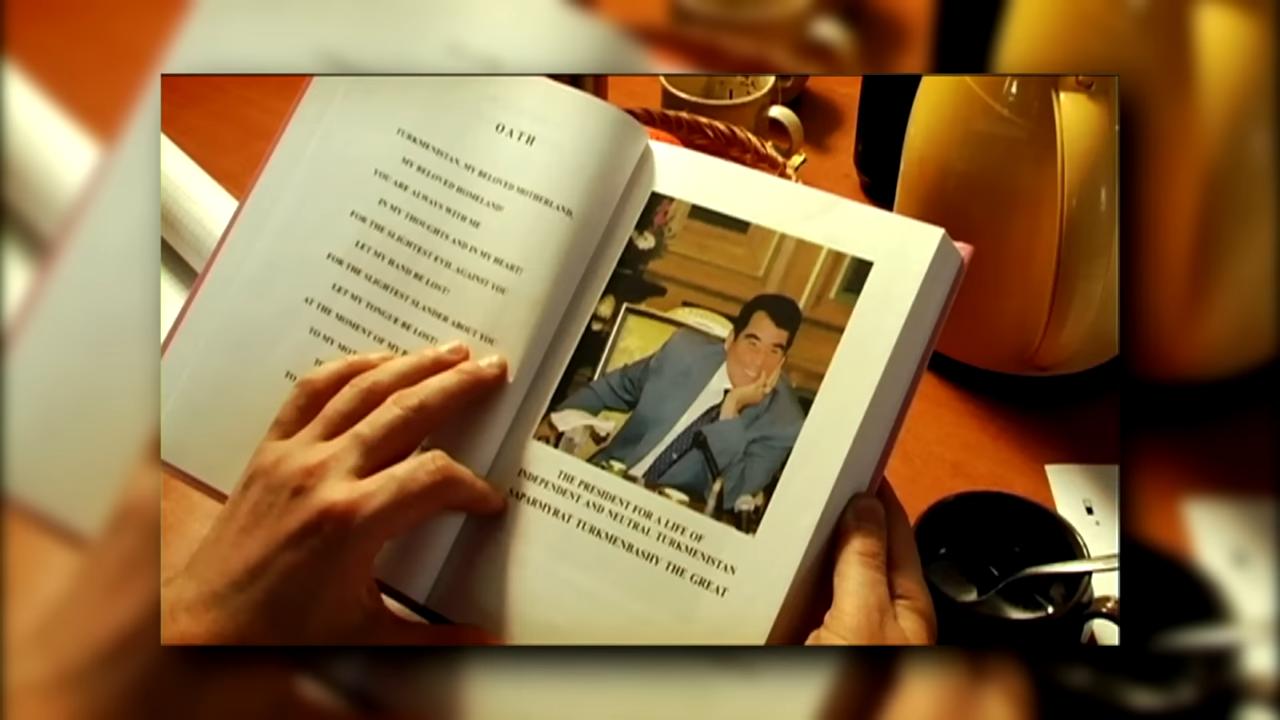 OATH
TURKMENISTAN, MY BELOVED MOTHERLAND,
MY BELOVED HOMELAND!
YOU ARE ALWAYS WITH ME
IN MY THOUGHTS AND IN MY HEART!
FOR THE SLIGHTEST EVIL AGAINST YOU
LET MY HAND BE LOST!
FOR THE SLIGHTEST SLANDER ABOUT YOU
LET MY TONGUE BE LOST!
AT THE MOMENT OF MY
TO MY
TO
THE PRESIDENT FOR A LIFE OF
INDEPENDENT AND NEUTRAL TURKMENISTAN
SAPARMYRAT TURKMENBASHY THE GREAT